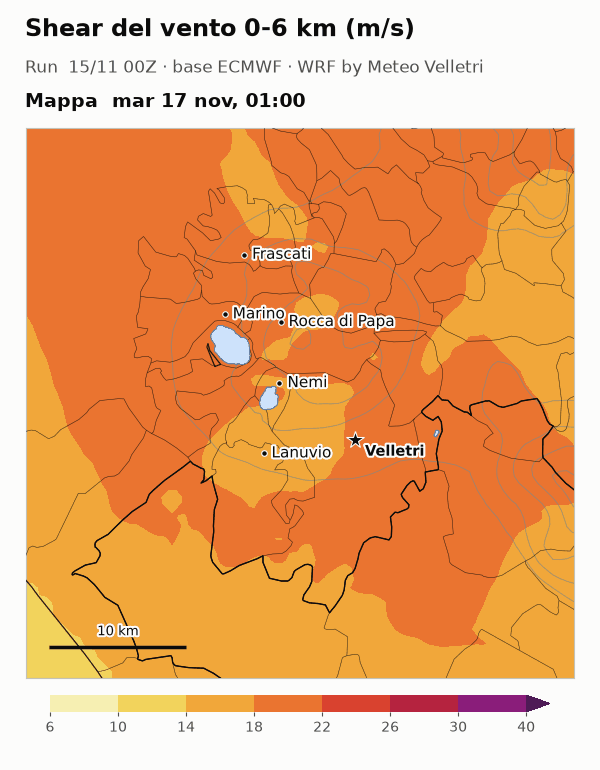 Shear del vento 0-6 km (m/s)
Run  15/11 00Z · base ECMWF · WRF by Meteo Velletri
Mappa  mar 17 nov, 01:00
Frascati
Marino
Rocca di Papa
Nemi
Velletri
Lanuvio
10 km
6 10 14 18 22 26 30 40